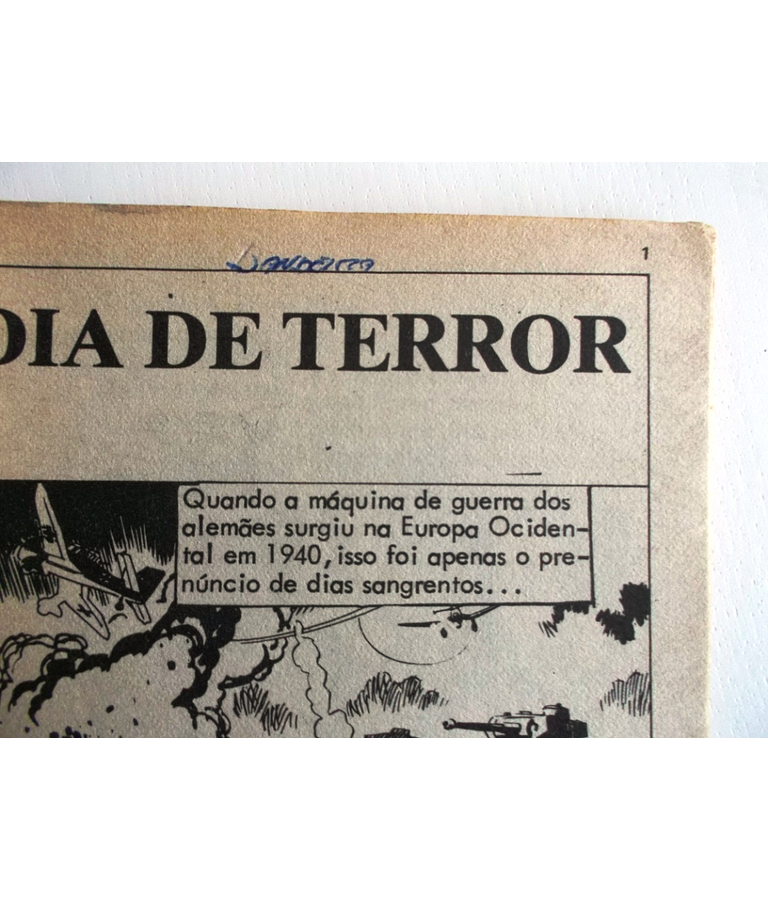 1
DIA DE TERROR
Quando a máquina de guerra dos
alemães surgiu na Europa Ociden-
tal em 1940, isso foi apenas o pre-
núncio de dias sangrentos...